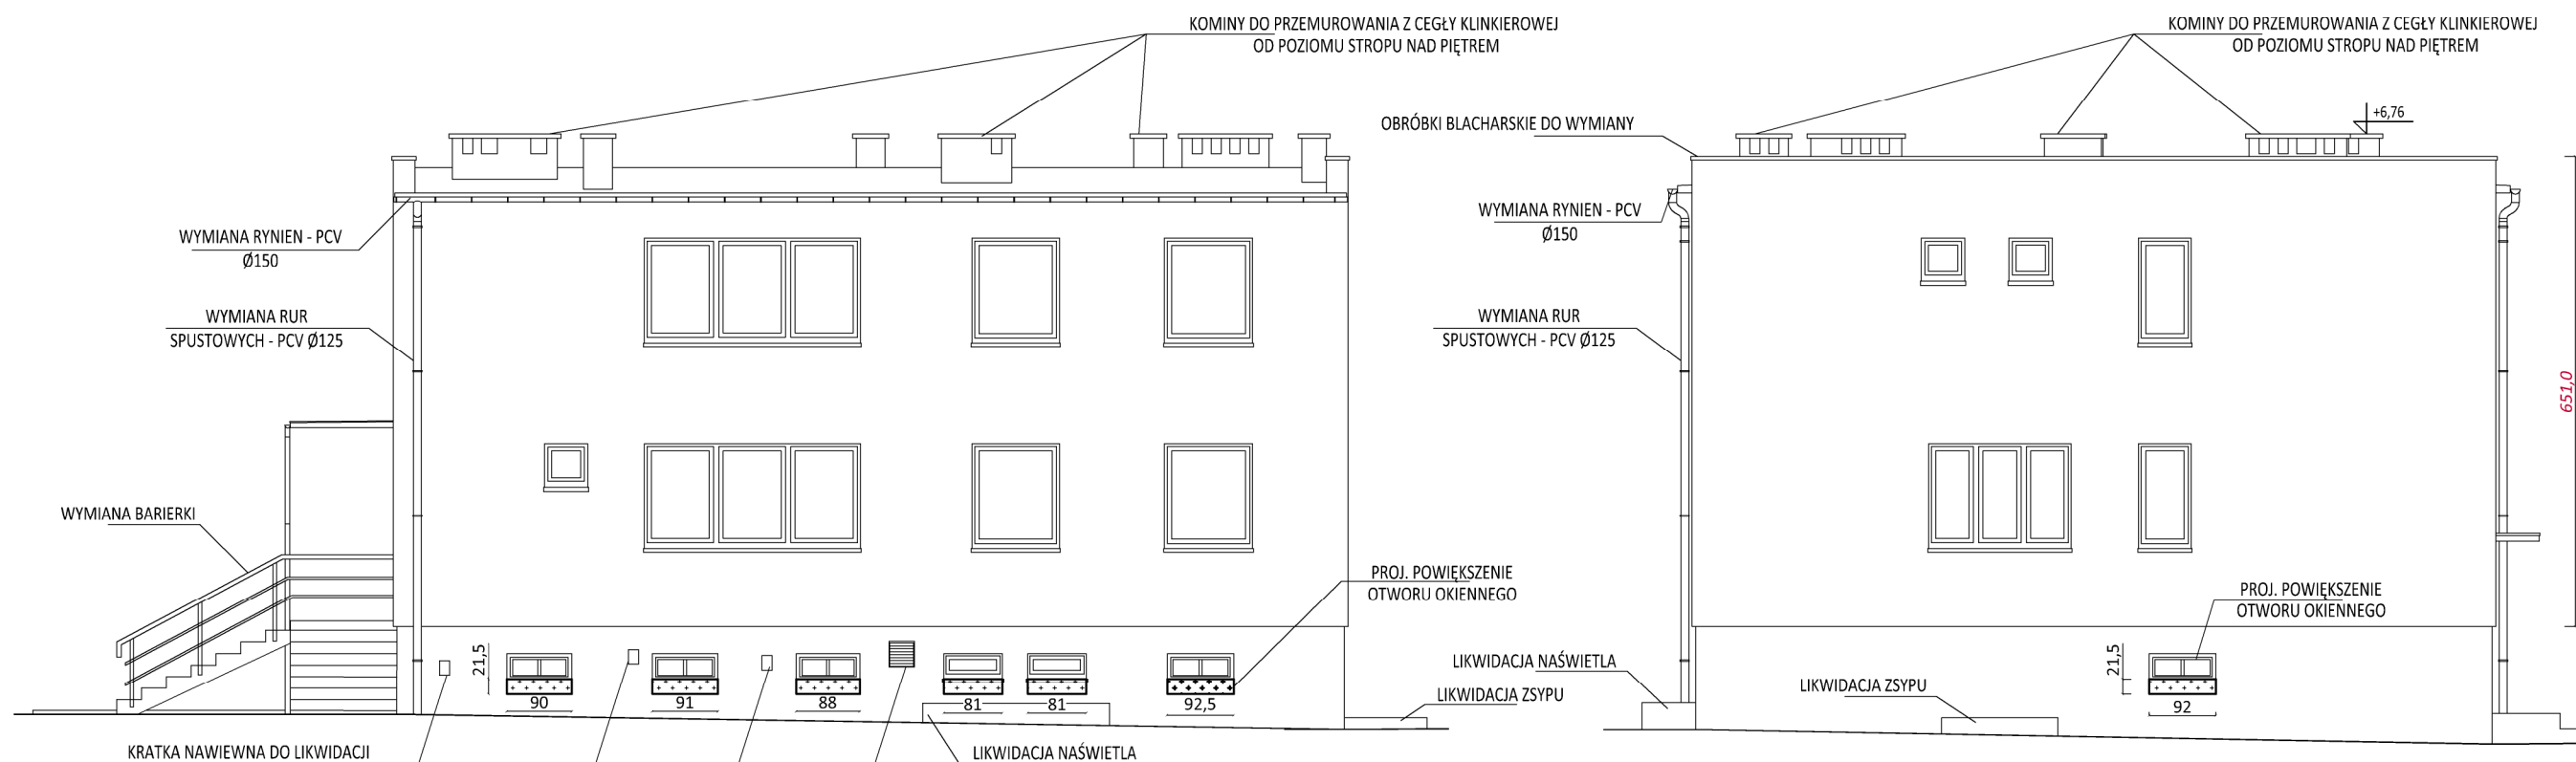 KOMINY DO PRZEMUROWANIA Z CEGŁY KLINKIEROWEJ
OD POZIOMU STROPU NAD PIĘTREM
KOMINY DO PRZEMUROWANIA Z CEGŁY KLINKIEROWEJ
OD POZIOMU STROPU NAD PIĘTREM
+6,76
OBRÓBKI BLACHARSKIE DO WYMIANY
WYMIANA RYNIEN - PCV
Ø150
WYMIANA RYNIEN - PCV
Ø150
WYMIANA RUR
SPUSTOWYCH - PCV Ø125
WYMIANA RUR
SPUSTOWYCH - PCV Ø125
651,0
WYMIANA BARIERKI
PROJ. POWIĘKSZENIE
OTWORU OKIENNEGO
PROJ. POWIĘKSZENIE
OTWORU OKIENNEGO
21,5
90
91
88
81
81
92,5
LIKWIDACJA NAŚWIETLA
LIKWIDACJA ZSYPU
LIKWIDACJA ZSYPU
21,5
92
KRATKA NAWIEWNA DO LIKWIDACJI
LIKWIDACJA NAŚWIETLA